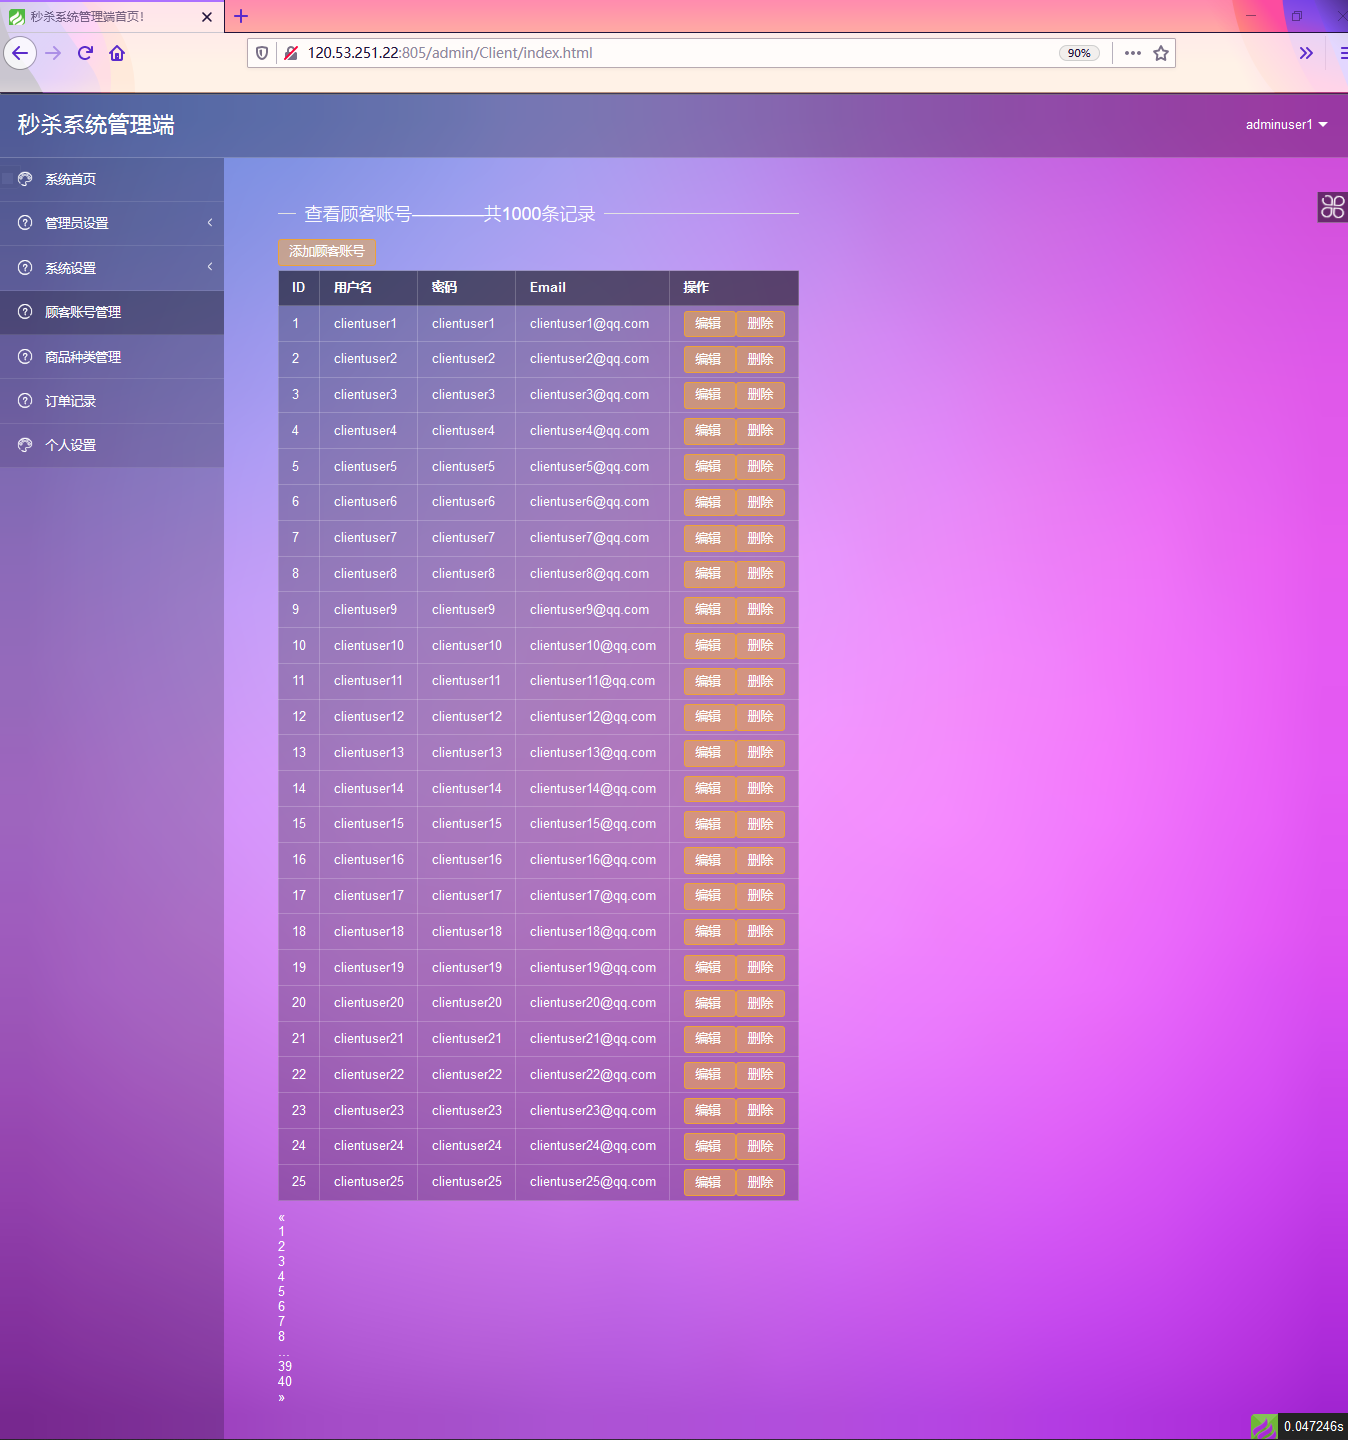 秒杀系统管理端首页!
120.53.251.22:805/admin/Client/index.html
90%
秒杀系统管理端
adminuser1
系统首页
管理员设置
系统设置
顾客账号管理
商品种类管理
订单记录
个人设置
查看顾客账号————共1000条记录
添加顾客账号
ID 用户名 密码 Email 操作
1 clientuser1 clientuser1 clientuser1@qq.com 编辑 删除
2 clientuser2 clientuser2 clientuser2@qq.com 编辑 删除
3 clientuser3 clientuser3 clientuser3@qq.com 编辑 删除
4 clientuser4 clientuser4 clientuser4@qq.com 编辑 删除
5 clientuser5 clientuser5 clientuser5@qq.com 编辑 删除
6 clientuser6 clientuser6 clientuser6@qq.com 编辑 删除
7 clientuser7 clientuser7 clientuser7@qq.com 编辑 删除
8 clientuser8 clientuser8 clientuser8@qq.com 编辑 删除
9 clientuser9 clientuser9 clientuser9@qq.com 编辑 删除
10 clientuser10 clientuser10 clientuser10@qq.com 编辑 删除
11 clientuser11 clientuser11 clientuser11@qq.com 编辑 删除
12 clientuser12 clientuser12 clientuser12@qq.com 编辑 删除
13 clientuser13 clientuser13 clientuser13@qq.com 编辑 删除
14 clientuser14 clientuser14 clientuser14@qq.com 编辑 删除
15 clientuser15 clientuser15 clientuser15@qq.com 编辑 删除
16 clientuser16 clientuser16 clientuser16@qq.com 编辑 删除
17 clientuser17 clientuser17 clientuser17@qq.com 编辑 删除
18 clientuser18 clientuser18 clientuser18@qq.com 编辑 删除
19 clientuser19 clientuser19 clientuser19@qq.com 编辑 删除
20 clientuser20 clientuser20 clientuser20@qq.com 编辑 删除
21 clientuser21 clientuser21 clientuser21@qq.com 编辑 删除
22 clientuser22 clientuser22 clientuser22@qq.com 编辑 删除
23 clientuser23 clientuser23 clientuser23@qq.com 编辑 删除
24 clientuser24 clientuser24 clientuser24@qq.com 编辑 删除
25 clientuser25 clientuser25 clientuser25@qq.com 编辑 删除
«
1
2
3
4
5
6
7
8
...
39
40
»
0.047246s